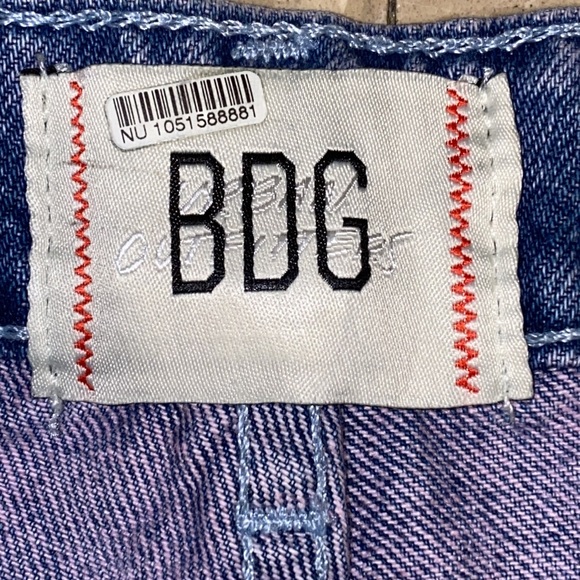 NU 1051588881
BDG
URBAN
OUTFITTERS